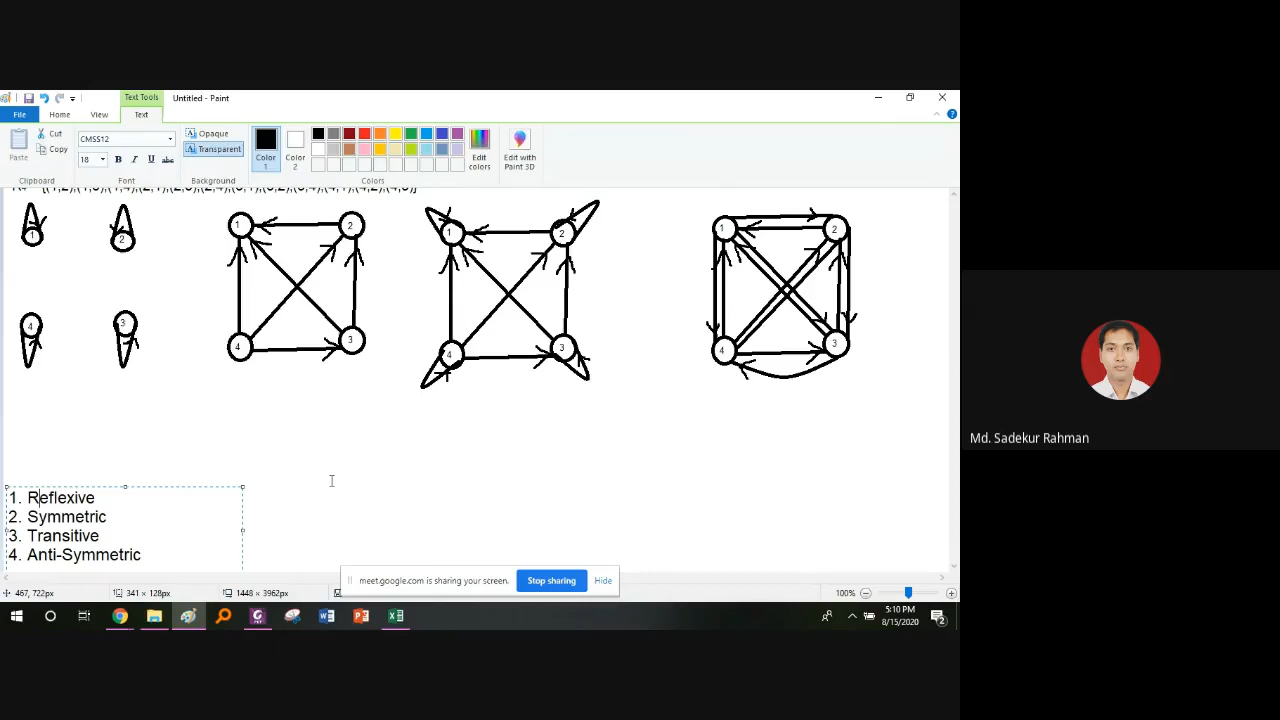 Text Tools
Untitled - Paint
File
Home
View
Text
Paste
Cut
Copy
Clipboard
CMSS12
18
B
I
U
abc
Font
Opaque
Transparent
Background
Color 1
Color 2
Edit colors
Colors
Edit with Paint 3D
1
2
4
3
1
2
4
3
1
2
4
3
1
2
4
3
1. Reflexive
2. Symmetric
3. Transitive
4. Anti-Symmetric
meet.google.com is sharing your screen.
Stop sharing
Hide
467, 722px
341 × 128px
1448 × 3962px
100%
5:10 PM
8/15/2020
2
Md. Sadekur Rahman